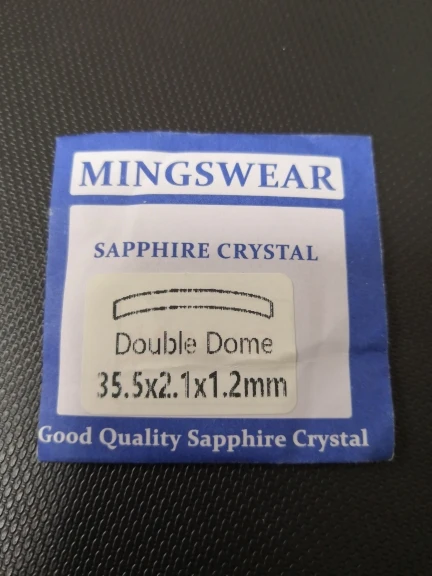 MINGSWEAR
SAPPHIRE CRYSTAL
Double Dome
35.5x2.1x1.2mm
Good Quality Sapphire Crystal